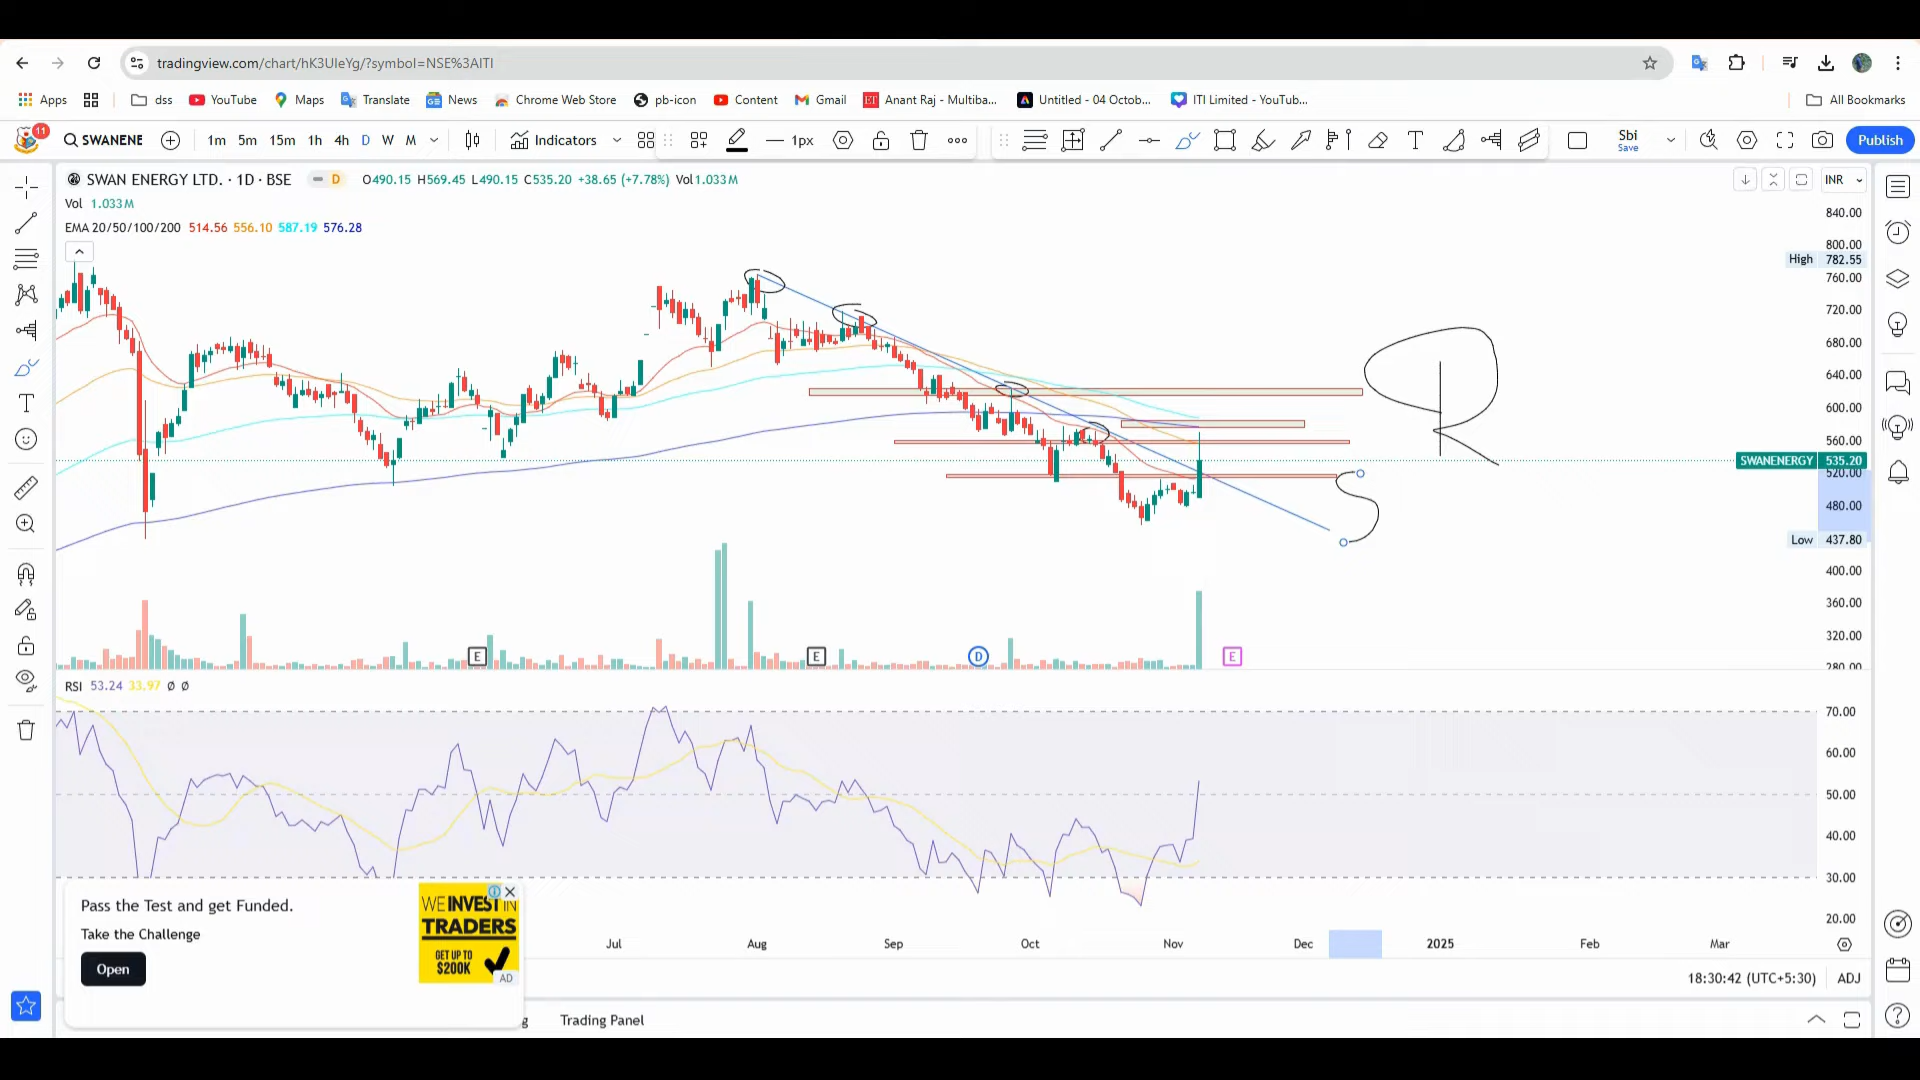 tradingview.com/chart/hK3UIeYg/?symbol=NSE%3AITI
Apps dss YouTube Maps Translate News Chrome Web Store pb-icon Content Gmail Anant Raj - Multiba... Untitled - 04 Octob... ITI Limited - YouTub... All Bookmarks
11 SWANENE 1m 5m 15m 1h 4h D W M Indicators 1px T Sbi Save Publish
SWAN ENERGY LTD. · 1D · BSE D O490.15 H569.45 L490.15 C535.20 +38.65 (+7.78%) Vol1.033M INR
Vol 1.033M
EMA 20/50/100/200 514.56 556.10 587.19 576.28
840.00
800.00
High 782.55
760.00
720.00
680.00
640.00
600.00
560.00
SWANENERGY 535.20
520.00
480.00
Low 437.80
400.00
360.00
320.00
280.00
R
S
E E D E
RSI 53.24 33.97 Ø Ø
70.00
60.00
50.00
40.00
30.00
20.00
Jul Aug Sep Oct Nov Dec 2025 Feb Mar
18:30:42 (UTC+5:30) ADJ
Pass the Test and get Funded.
Take the Challenge
Open
WE INVEST IN
TRADERS
GET UP TO
$200K
AD
Trading Panel